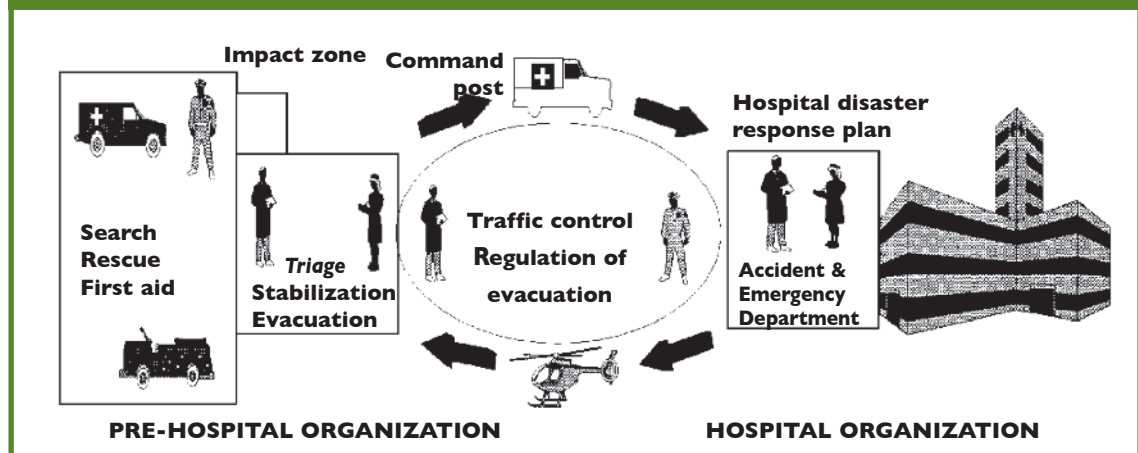 Impact zone
Command
post
Search
Rescue
First aid
Triage
Stabilization
Evacuation
Traffic control
Regulation of
evacuation
Hospital disaster
response plan
Accident &
Emergency
Department
H
PRE-HOSPITAL ORGANIZATION
HOSPITAL ORGANIZATION